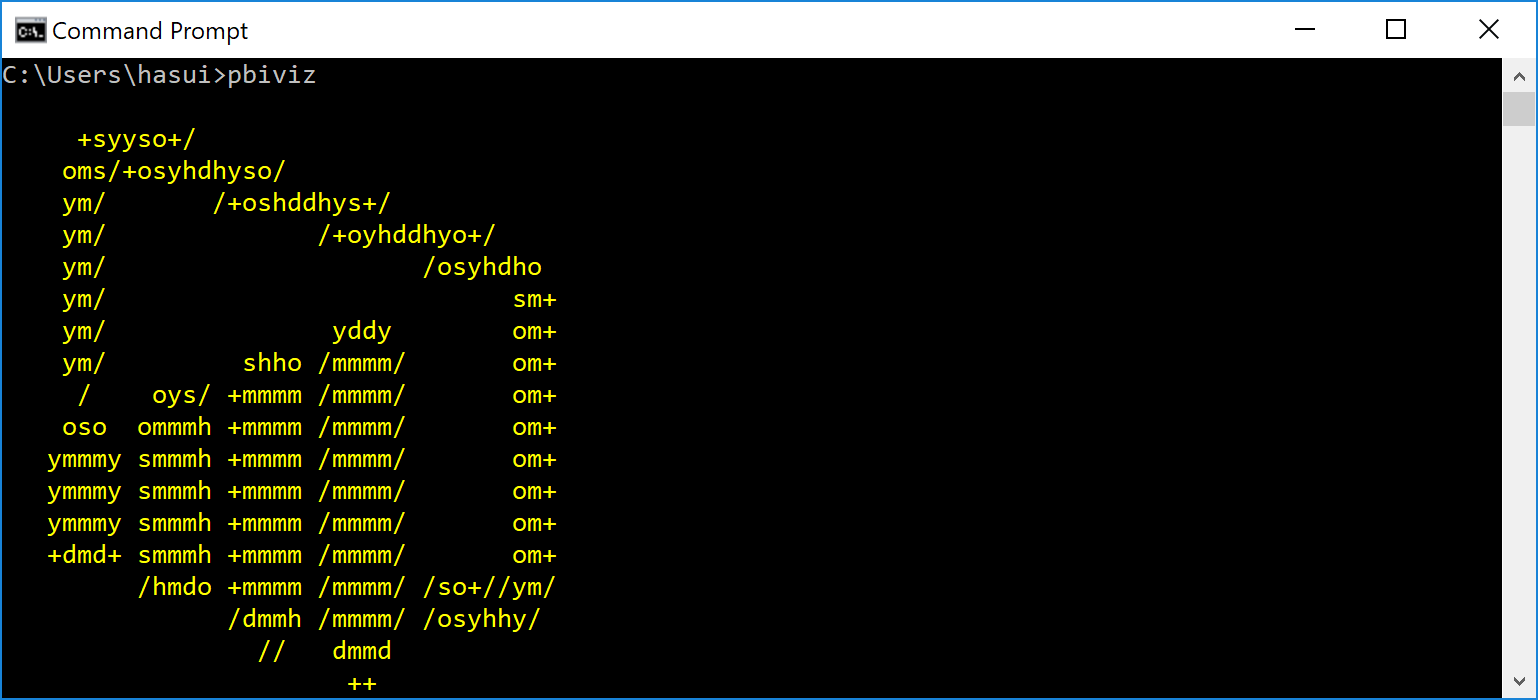 Command Prompt
C:\Users\hasui>pbiviz
     +syyso+/
    oms/+osyhdhyso/
    ym/       /+oshddhys+/
    ym/              /+oyhddhyo+/
    ym/                     /osyhdho
    ym/                           sm+
    ym/               yddy        om+
    ym/         shho /mmmm/       om+
     /    oys/ +mmmm /mmmm/       om+
    oso  ommmh +mmmm /mmmm/       om+
   ymmmy smmmh +mmmm /mmmm/       om+
   ymmmy smmmh +mmmm /mmmm/       om+
   ymmmy smmmh +mmmm /mmmm/       om+
   +dmd+ smmmh +mmmm /mmmm/       om+
         /hmdo +mmmm /mmmm/ /so+//ym/
               /dmmh /mmmm/ /osyhhy/
                 //   dmmd
                       ++